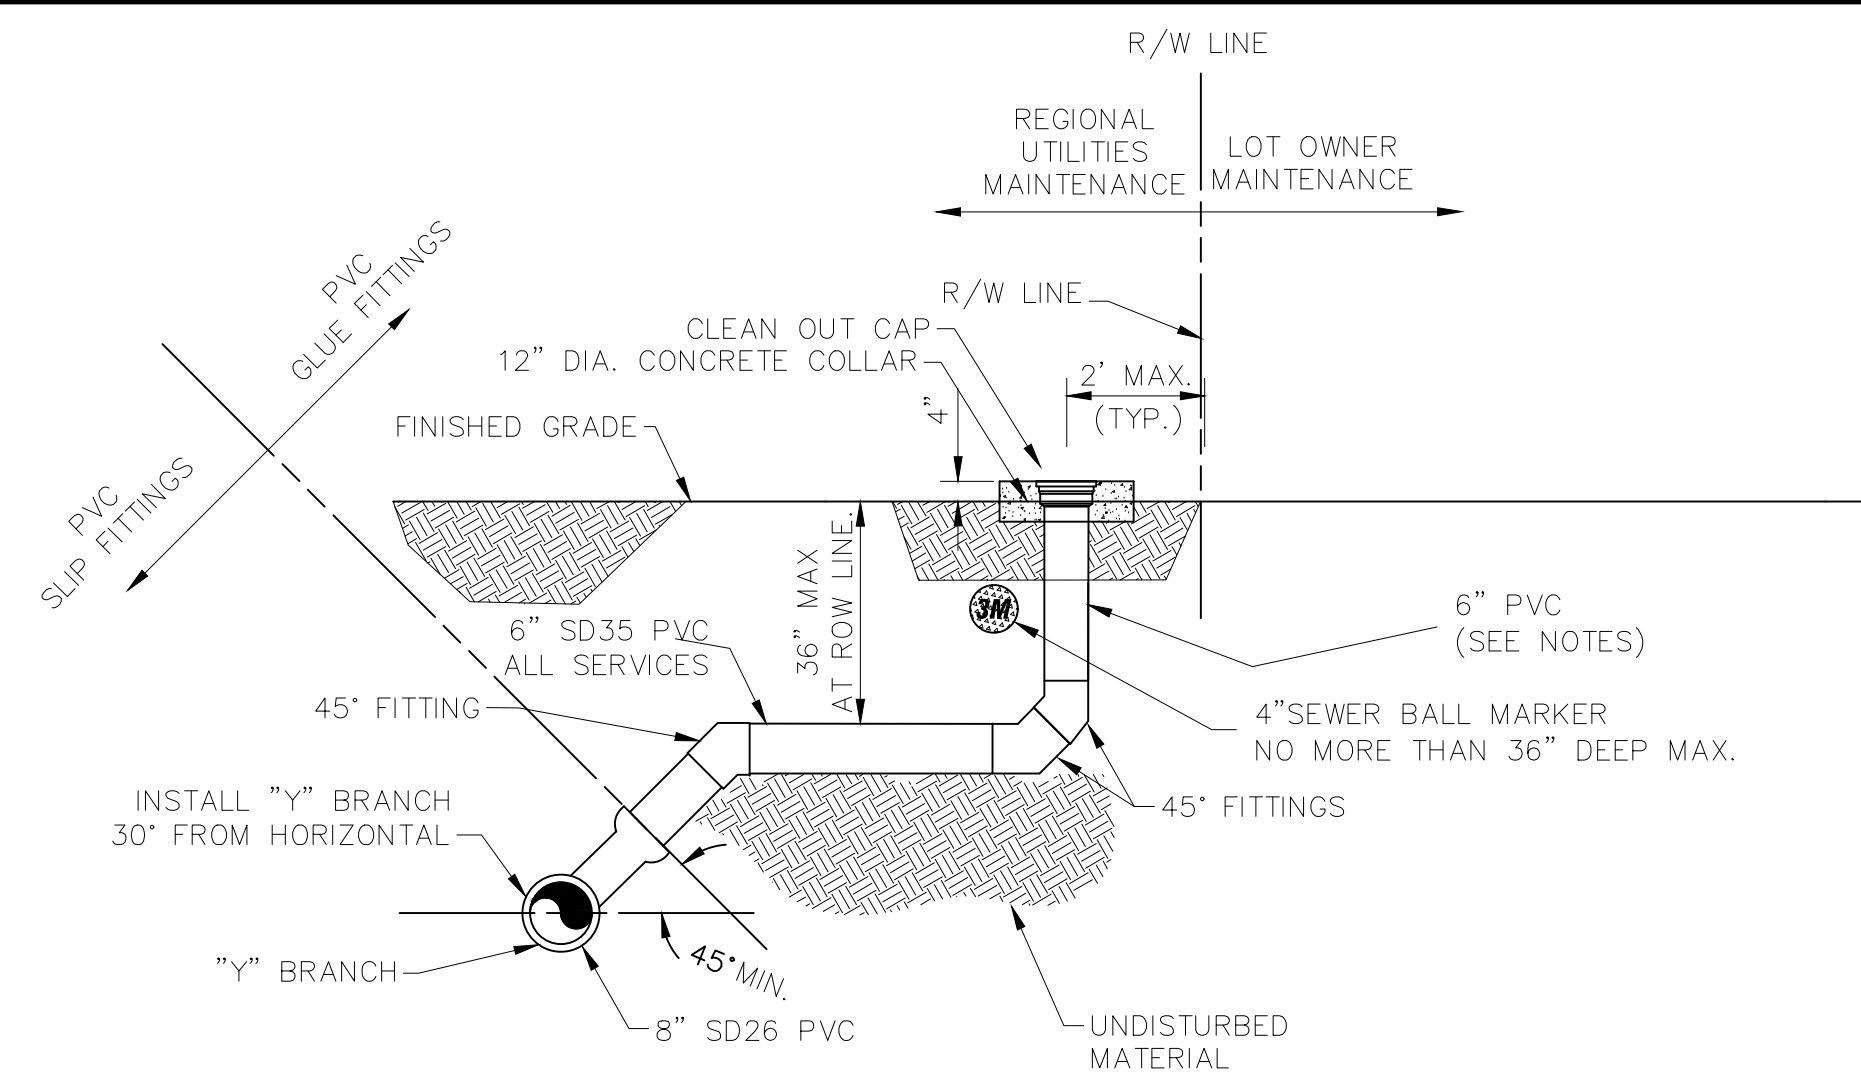 R/W LINE
REGIONAL
UTILITIES
MAINTENANCE
LOT OWNER
MAINTENANCE
PVC
GLUE FITTINGS
R/W LINE
CLEAN OUT CAP
12” DIA. CONCRETE COLLAR
2’ MAX.
(TYP.)
4”
FINISHED GRADE
PVC
SLIP FITTINGS
36” MAX
AT ROW LINE.
3M
6” PVC
(SEE NOTES)
6” SD35 PVC
ALL SERVICES
45° FITTING
4”SEWER BALL MARKER
NO MORE THAN 36” DEEP MAX.
INSTALL ”Y” BRANCH
30° FROM HORIZONTAL
45° FITTINGS
”Y” BRANCH
45°MIN.
8” SD26 PVC
UNDISTURBED
MATERIAL